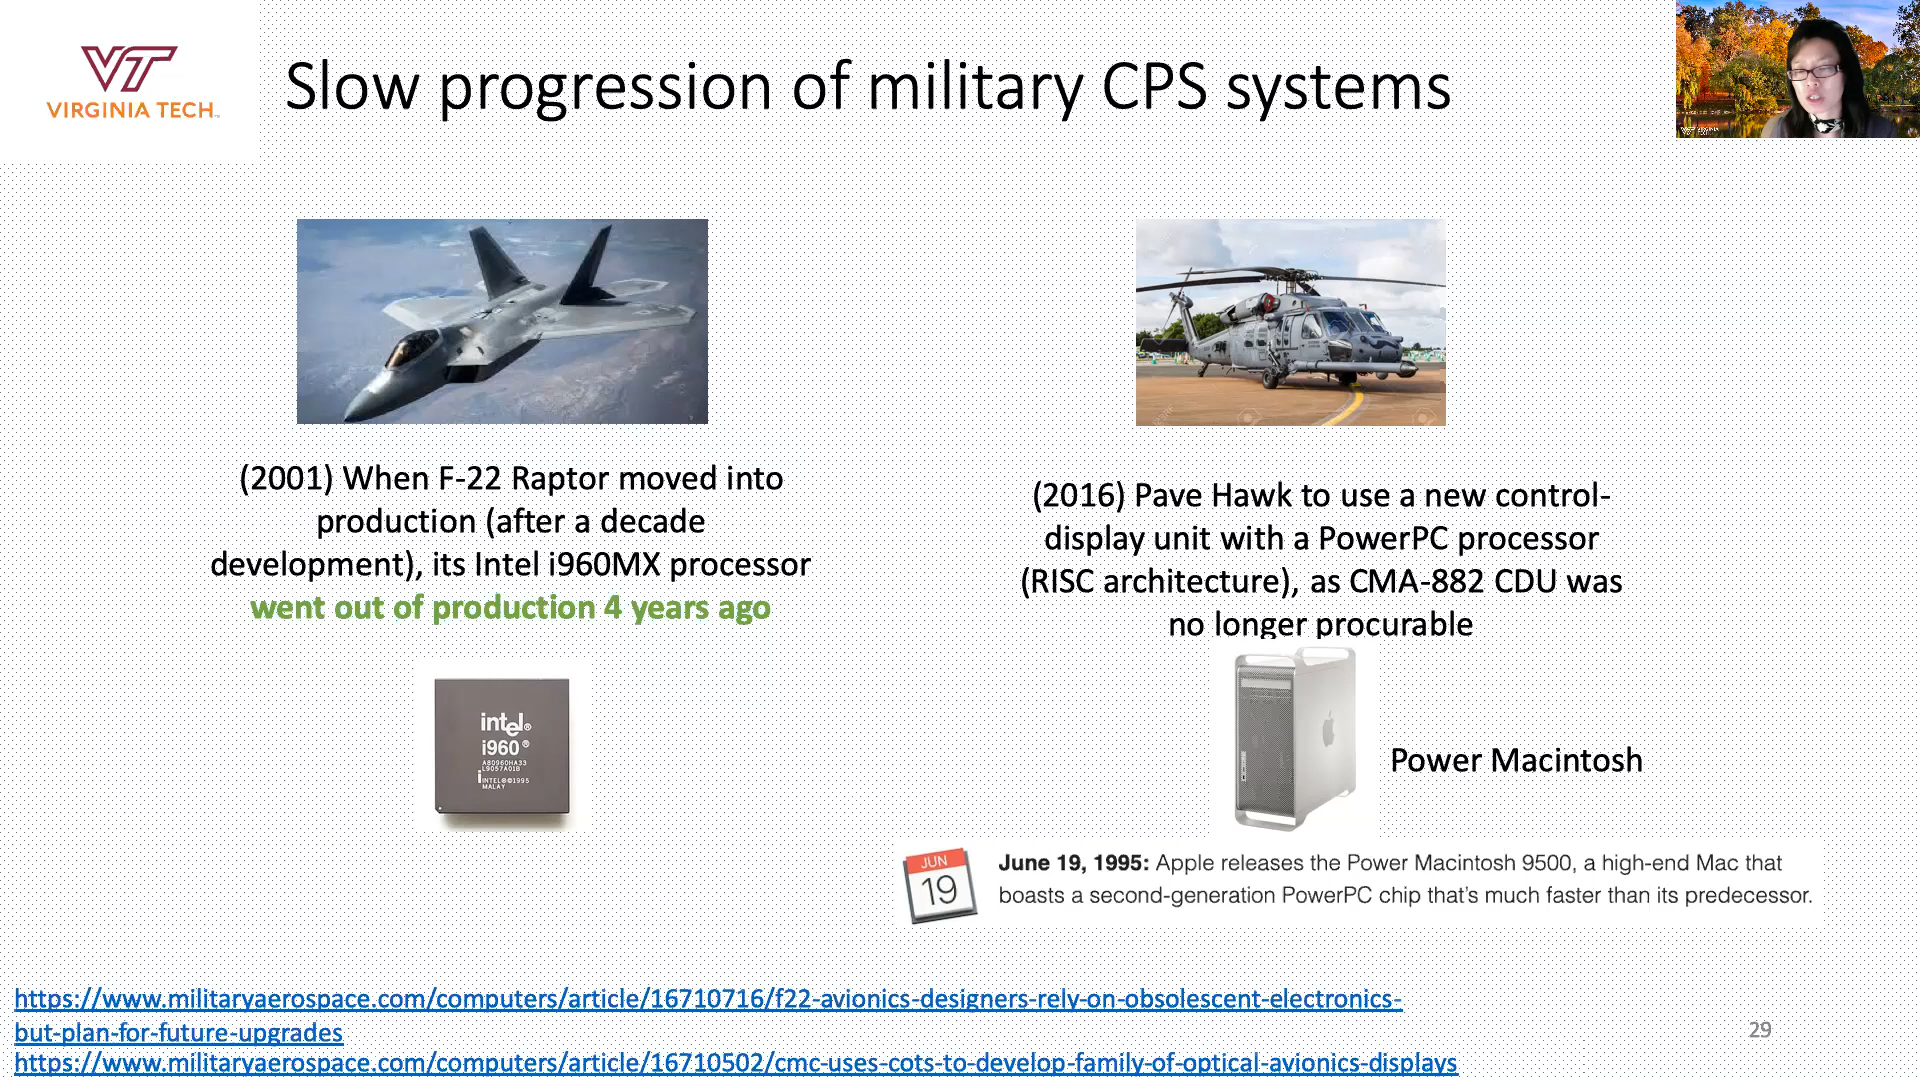 VT
VIRGINIA TECH
Slow progression of military CPS systems
(2001) When F-22 Raptor moved into
production (after a decade
development), its Intel i960MX processor
went out of production 4 years ago
intel®
i960®
A80960HA33
L9057A01B
INTEL®©1995
MALAY
(2016) Pave Hawk to use a new control-
display unit with a PowerPC processor
(RISC architecture), as CMA-882 CDU was
no longer procurable
Power Macintosh
JUN
19
June 19, 1995: Apple releases the Power Macintosh 9500, a high-end Mac that
boasts a second-generation PowerPC chip that's much faster than its predecessor.
https://www.militaryaerospace.com/computers/article/16710716/f22-avionics-designers-rely-on-obsolescent-electronics-
but-plan-for-future-upgrades
https://www.militaryaerospace.com/computers/article/16710502/cmc-uses-cots-to-develop-family-of-optical-avionics-displays
29